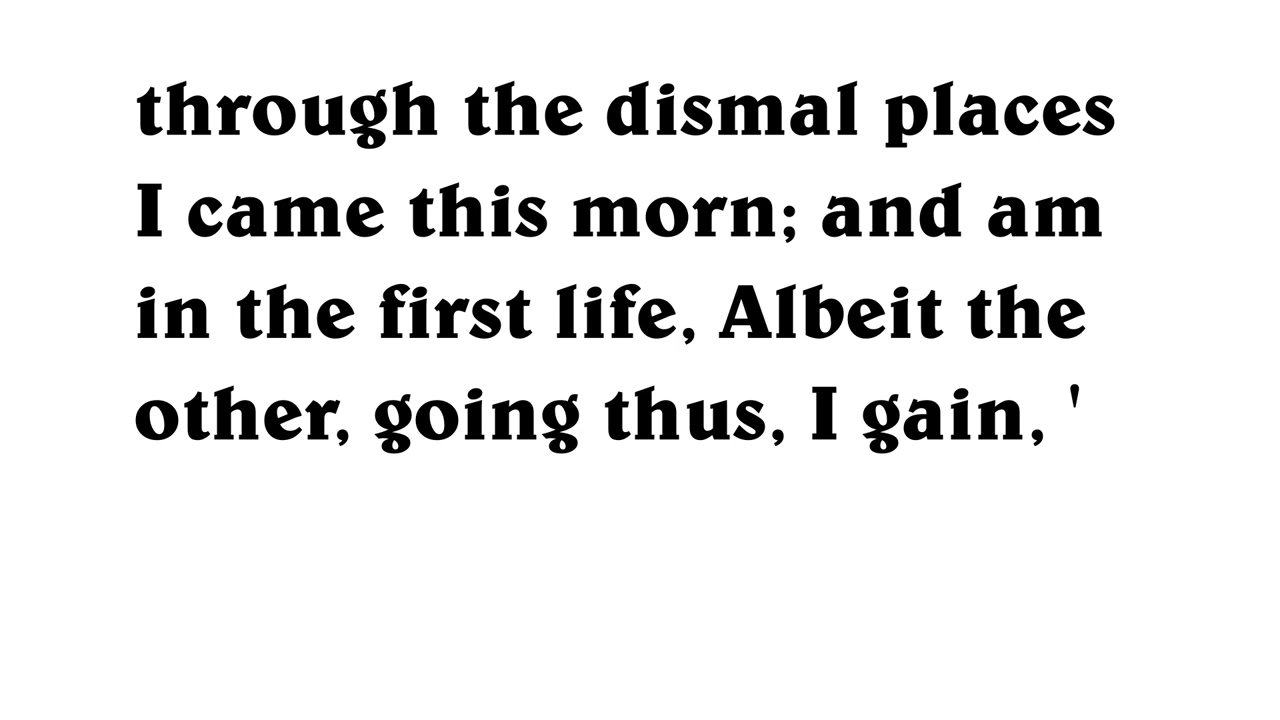 through the dismal places
I came this morn; and am
in the first life, Albeit the
other, going thus, I gain, '